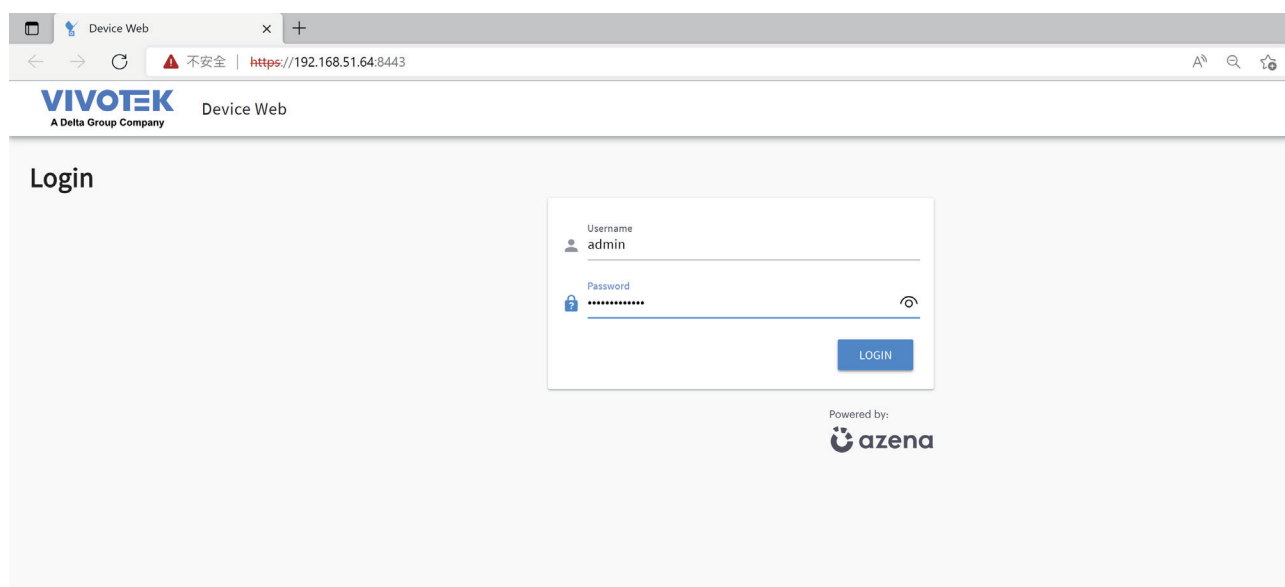 Device Web
不安全 | https://192.168.51.64:8443
VIVOTEK
A Delta Group Company
Device Web
Login
Username
admin
Password
•••••••••••••
LOGIN
Powered by:
azena